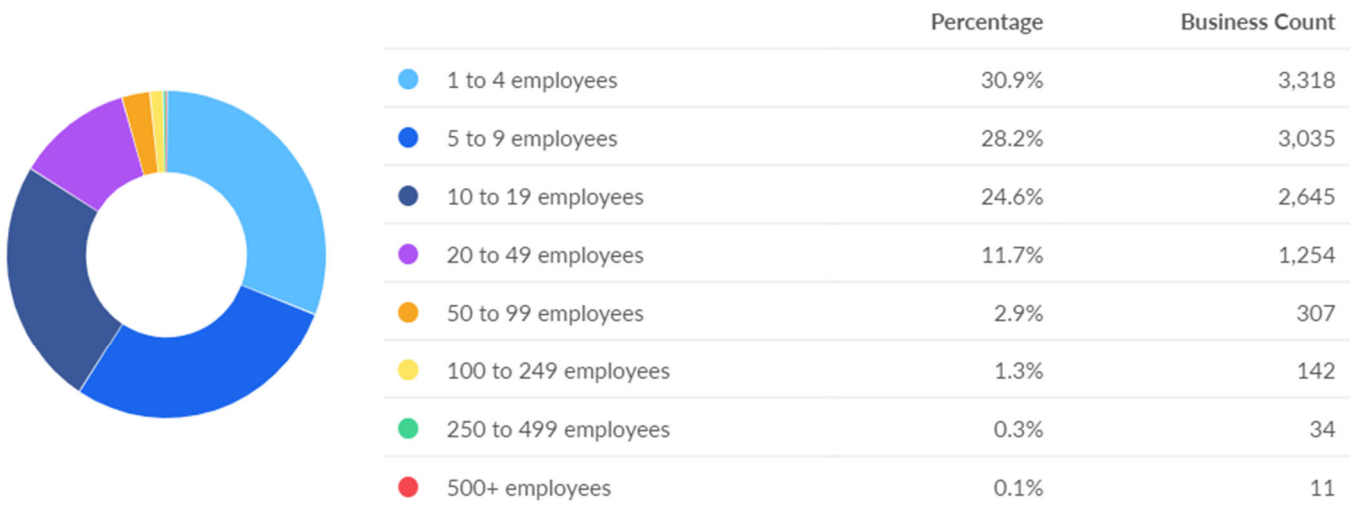 Percentage Business Count
1 to 4 employees 30.9% 3,318
5 to 9 employees 28.2% 3,035
10 to 19 employees 24.6% 2,645
20 to 49 employees 11.7% 1,254
50 to 99 employees 2.9% 307
100 to 249 employees 1.3% 142
250 to 499 employees 0.3% 34
500+ employees 0.1% 11